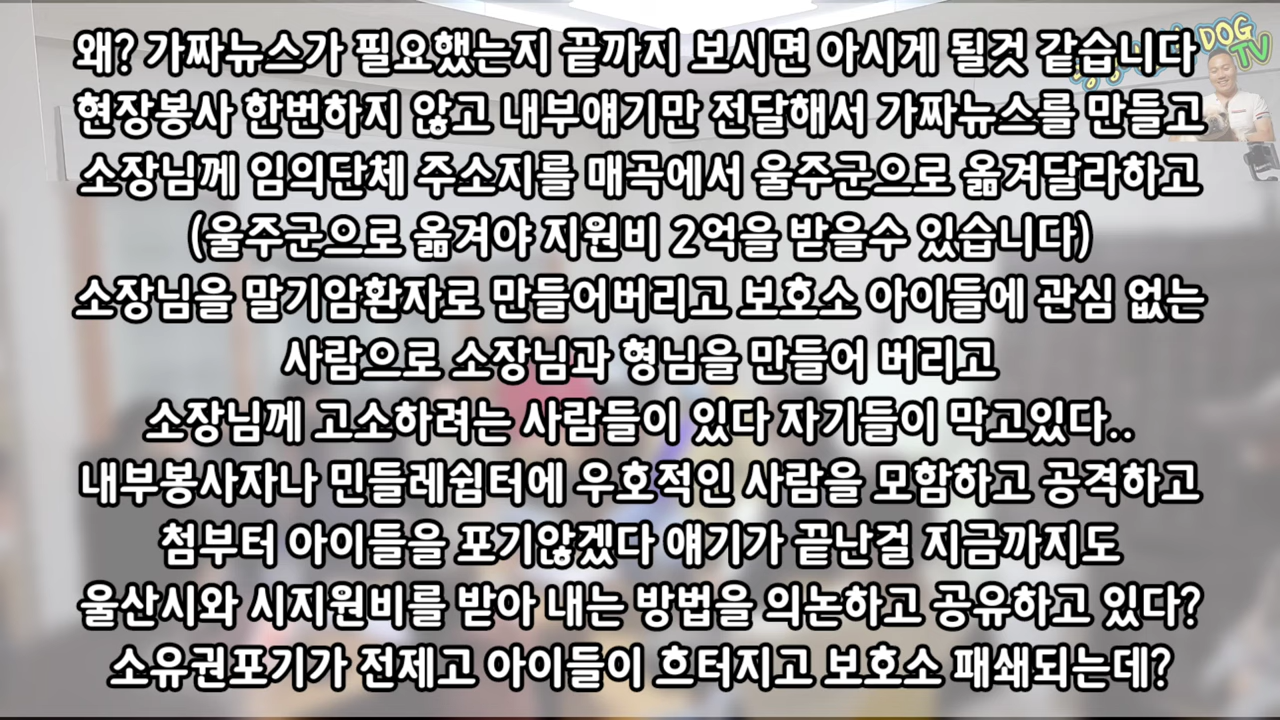 왜? 가짜뉴스가 필요했는지 끝까지 보시면 아시게 될것 같습니다
현장봉사 한번하지 않고 내부얘기만 전달해서 가짜뉴스를 만들고
소장님께 임의단체 주소지를 매곡에서 울주군으로 옮겨달라하고
(울주군으로 옮겨야 지원비 2억을 받을수 있습니다)
소장님을 말기암환자로 만들어버리고 보호소 아이들에 관심 없는
사람으로 소장님과 형님을 만들어 버리고
소장님께 고소하려는 사람들이 있다 자기들이 막고있다..
내부봉사자나 민들레쉼터에 우호적인 사람을 모함하고 공격하고
첨부터 아이들을 포기않겠다 얘기가 끝난걸 지금까지도
울산시와 시지원비를 받아 내는 방법을 의논하고 공유하고 있다?
소유권포기가 전제고 아이들이 흐터지고 보호소 패쇄되는데?
DOG
TV